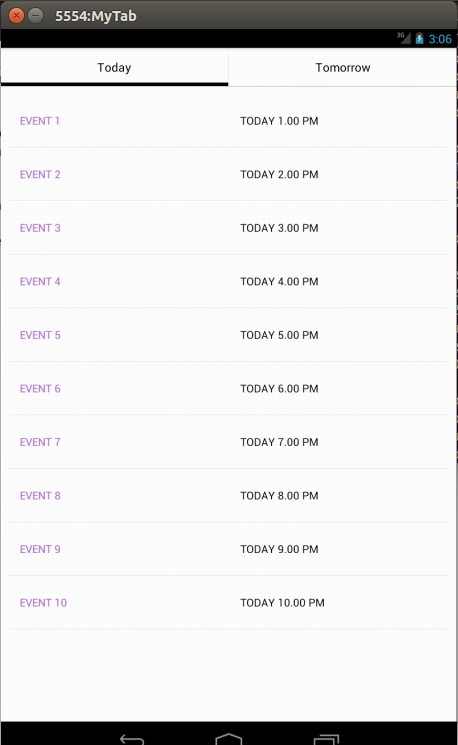 5554:MyTab
3G 3:06
Today Tomorrow
EVENT 1 TODAY 1.00 PM
EVENT 2 TODAY 2.00 PM
EVENT 3 TODAY 3.00 PM
EVENT 4 TODAY 4.00 PM
EVENT 5 TODAY 5.00 PM
EVENT 6 TODAY 6.00 PM
EVENT 7 TODAY 7.00 PM
EVENT 8 TODAY 8.00 PM
EVENT 9 TODAY 9.00 PM
EVENT 10 TODAY 10.00 PM